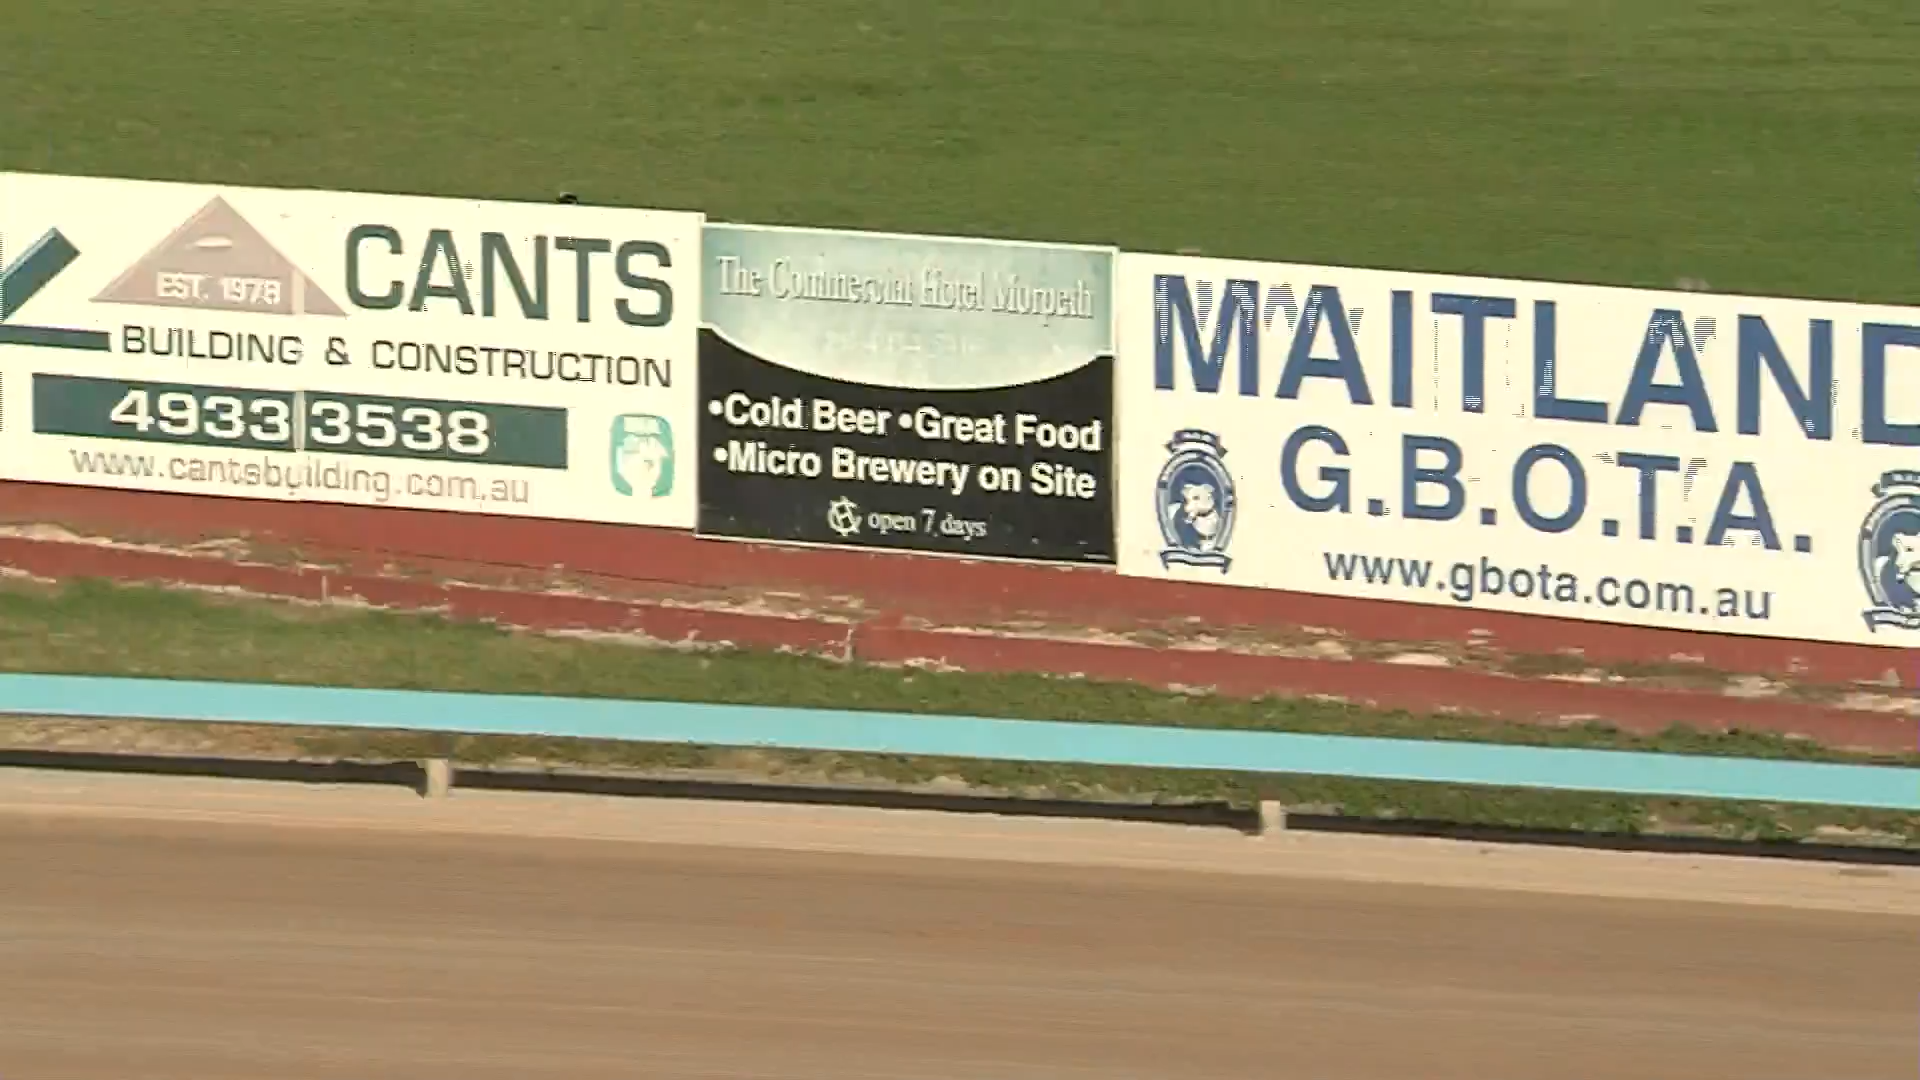 EST. 1978
CANTS
BUILDING & CONSTRUCTION
4933 3538
www.cantsbuilding.com.au
The Commercial Hotel Morpeth
•Cold Beer •Great Food
•Micro Brewery on Site
open 7 days
MAITLAND
G.B.O.T.A.
www.gbota.com.au